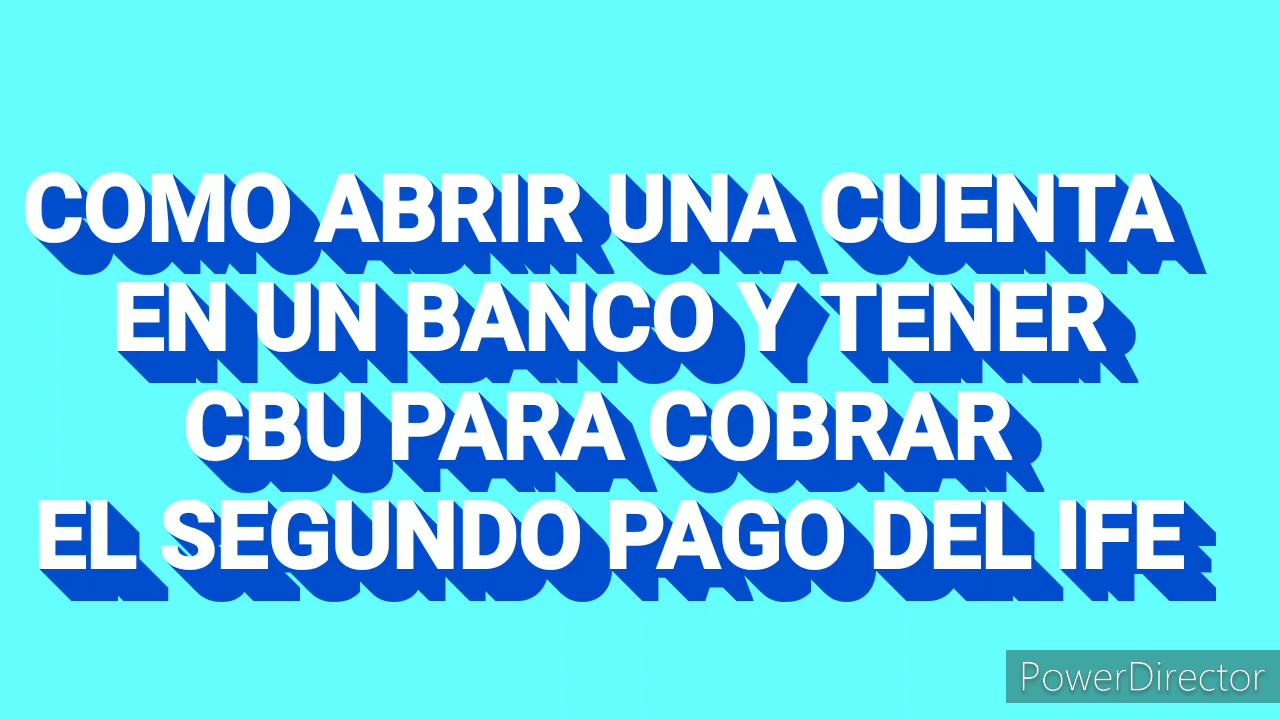 COMO ABRIR UNA CUENTA
EN UN BANCO Y TENER
CBU PARA COBRAR
EL SEGUNDO PAGO DEL IFE
PowerDirector